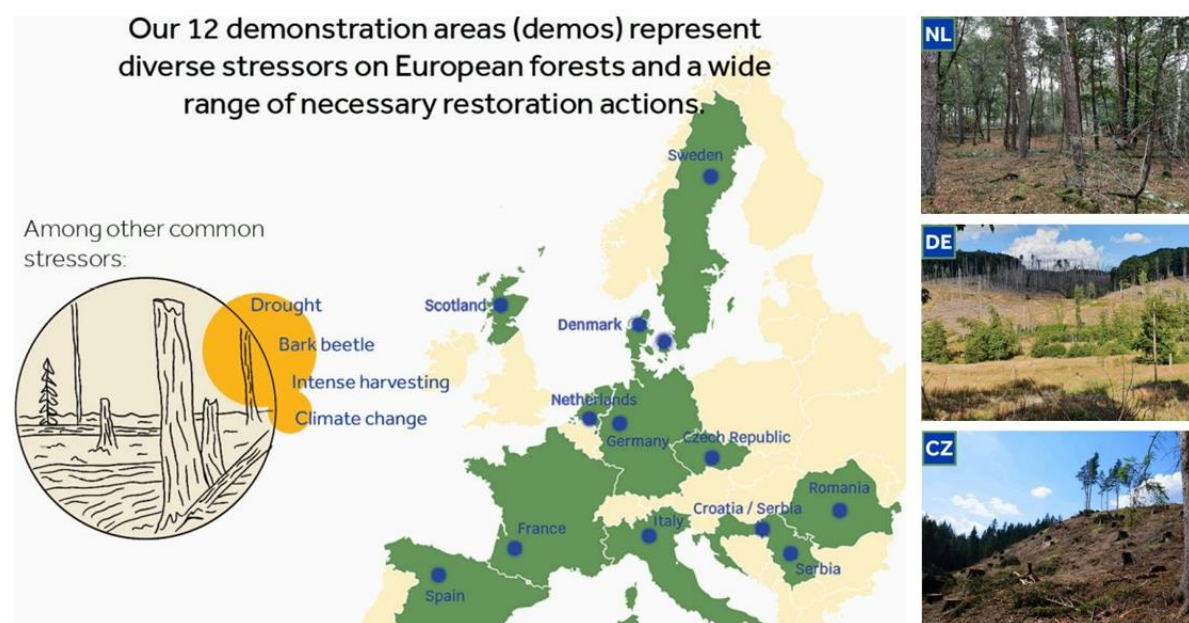 Our 12 demonstration areas (demos) represent
diverse stressors on European forests and a wide
range of necessary restoration actions.
Among other common
stressors:
Drought
Bark beetle
Intense harvesting
Climate change
Sweden
Scotland
Denmark
Netherlands
Germany
Czech Republic
Romania
Croatia / Serbia
France
Italy
Serbia
Spain
NL
DE
CZ